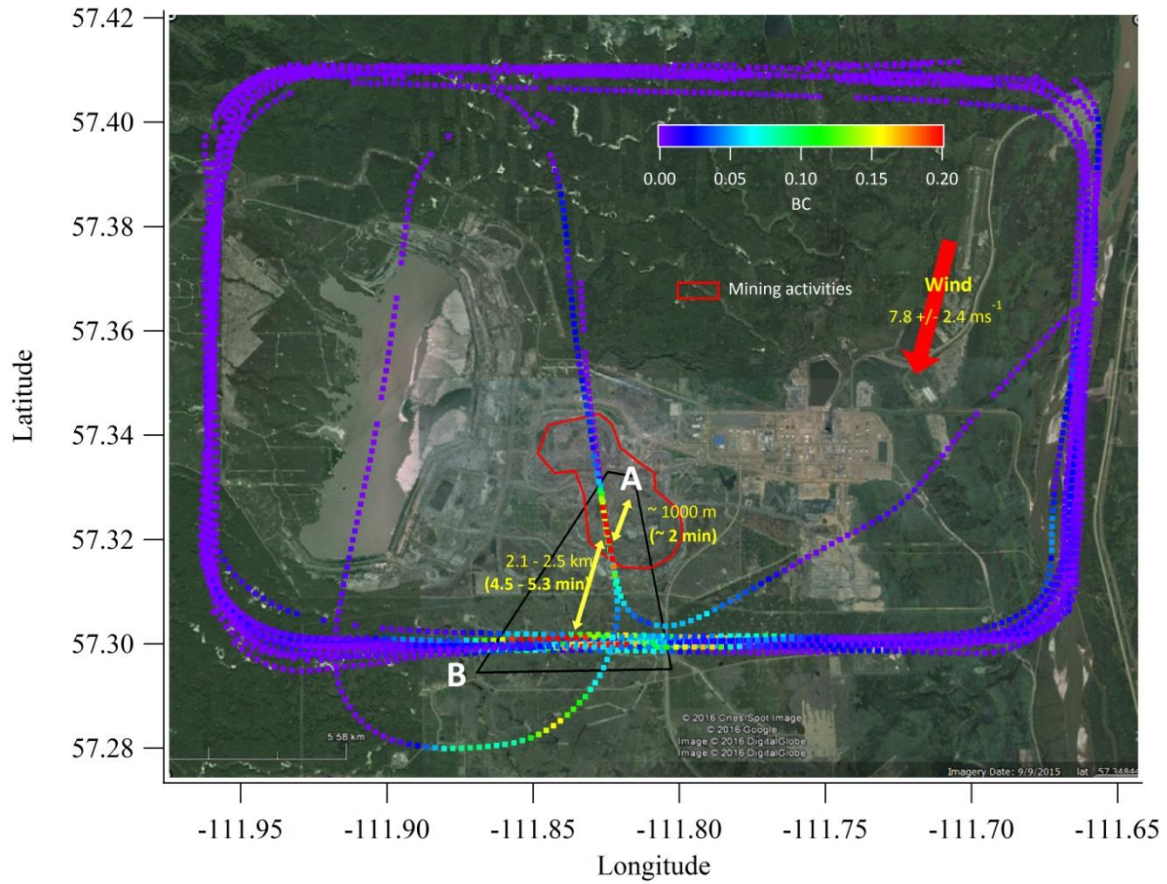 57.42
57.40
57.38
57.36
57.34
57.32
57.30
57.28
Latitude
0.00 0.05 0.10 0.15 0.20
BC
Mining activities
Wind
7.8 +/- 2.4 ms⁻¹
A
~ 1000 m
(~ 2 min)
2.1 - 2.5 km
(4.5 - 5.3 min)
B
© 2016 Cnes Spot Image
© 2016 Google
Image © 2016 DigitalGlobe
Image © 2016 DigitalGlobe
5.58 km
Imagery Date: 9/9/2015 lat
-111.95 -111.90 -111.85 -111.80 -111.75 -111.70 -111.65
Longitude